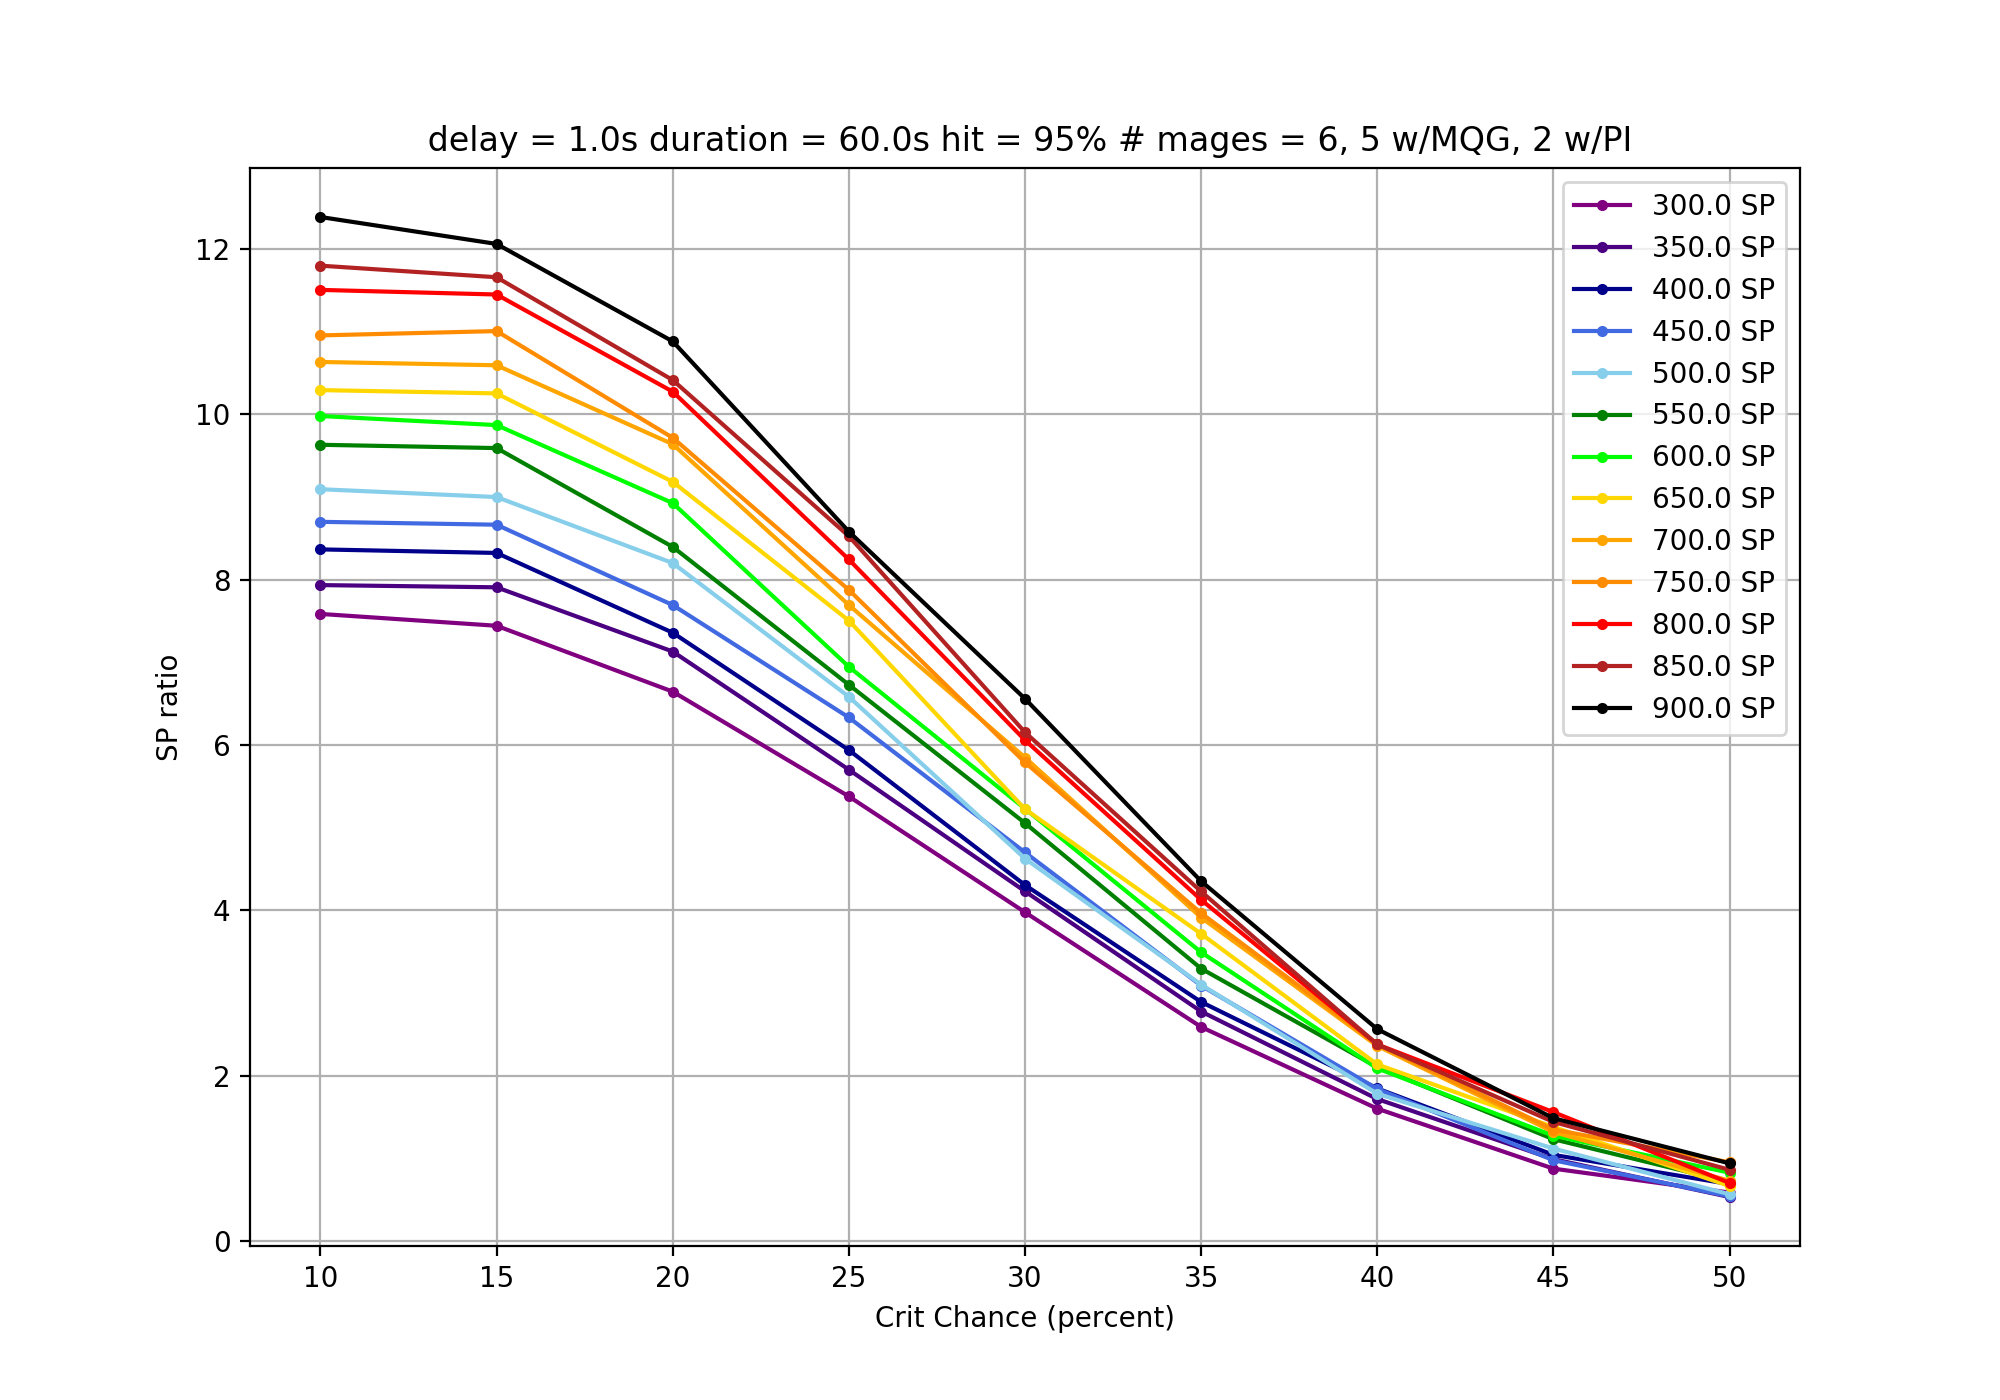 delay = 1.0s duration = 60.0s hit = 95% # mages = 6, 5 w/MQG, 2 w/PI
300.0 SP
350.0 SP
400.0 SP
450.0 SP
500.0 SP
550.0 SP
600.0 SP
650.0 SP
700.0 SP
750.0 SP
800.0 SP
850.0 SP
900.0 SP
SP ratio
12
10
8
6
4
2
0
10 15 20 25 30 35 40 45 50
Crit Chance (percent)